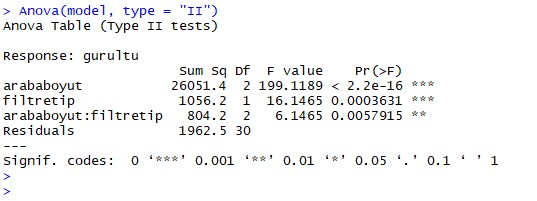 > Anova(model, type = "II")
Anova Table (Type II tests)
Response: gurultu
Sum Sq Df F value Pr(>F)
arababoyut 26051.4 2 199.1189 < 2.2e-16 ***
filtretip 1056.2 1 16.1465 0.0003631 ***
arababoyut:filtretip 804.2 2 6.1465 0.0057915 **
Residuals 1962.5 30
---
Signif. codes: 0 ‘***’ 0.001 ‘**’ 0.01 ‘*’ 0.05 ‘.’ 0.1 ‘ ’ 1
>
>